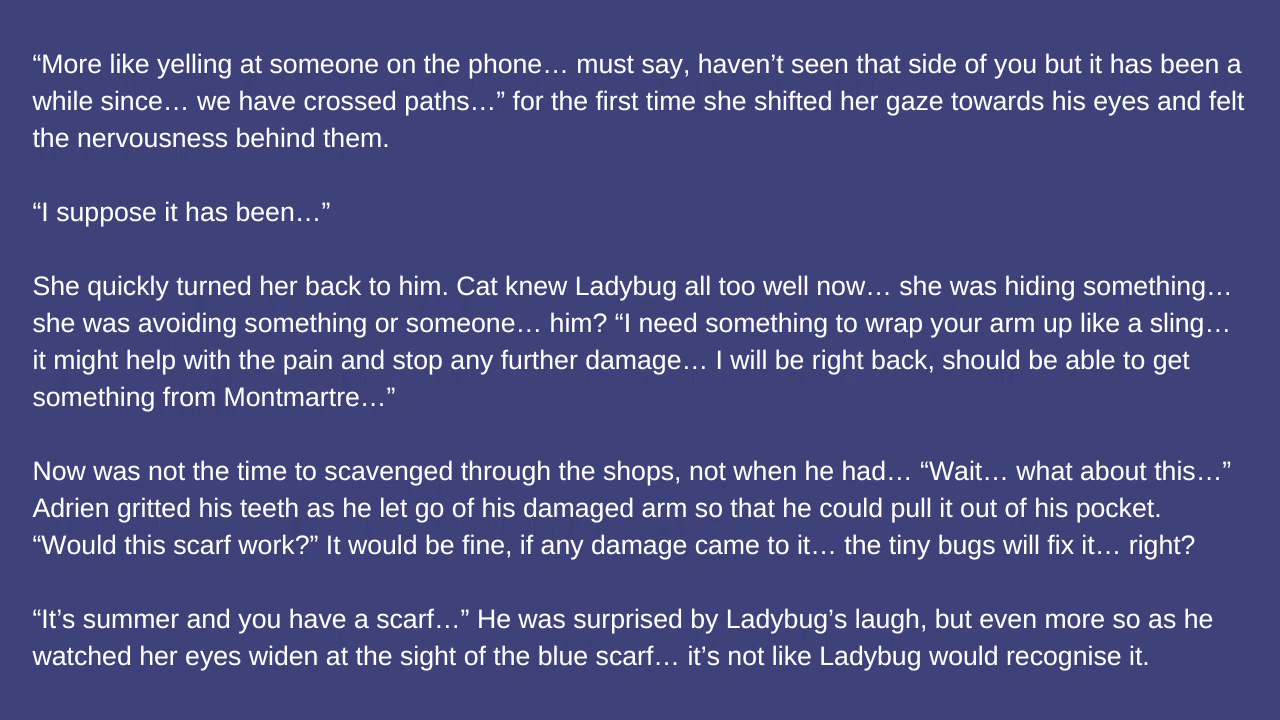 “More like yelling at someone on the phone… must say, haven’t seen that side of you but it has been a
while since… we have crossed paths…” for the first time she shifted her gaze towards his eyes and felt
the nervousness behind them.
“I suppose it has been…”
She quickly turned her back to him. Cat knew Ladybug all too well now… she was hiding something…
she was avoiding something or someone… him? “I need something to wrap your arm up like a sling…
it might help with the pain and stop any further damage… I will be right back, should be able to get
something from Montmartre…”
Now was not the time to scavenged through the shops, not when he had… “Wait… what about this…”
Adrien gritted his teeth as he let go of his damaged arm so that he could pull it out of his pocket.
“Would this scarf work?” It would be fine, if any damage came to it… the tiny bugs will fix it… right?
“It’s summer and you have a scarf…” He was surprised by Ladybug’s laugh, but even more so as he
watched her eyes widen at the sight of the blue scarf… it’s not like Ladybug would recognise it.